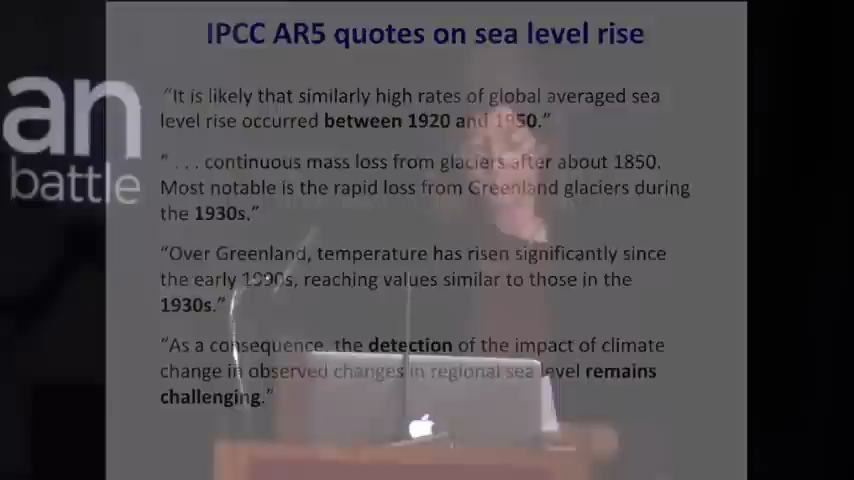 IPCC AR5 quotes on sea level rise
an
battle
“It is likely that similarly high rates of global averaged sea
level rise occurred between 1920 and 1950.”
“ . . . continuous mass loss from glaciers after about 1850.
Most notable is the rapid loss from Greenland glaciers during
the 1930s.”
“Over Greenland, temperature has risen significantly since
the early 1990s, reaching values similar to those in the
1930s.”
“As a consequence, the detection of the impact of climate
change in observed changes in regional sea level remains
challenging.”